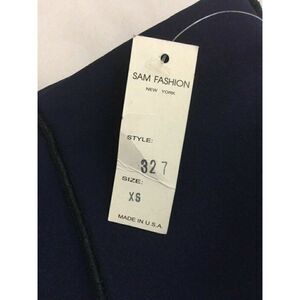 SAM FASHION
NEW YORK
STYLE:
327
SIZE:
XS
MADE IN U.S.A